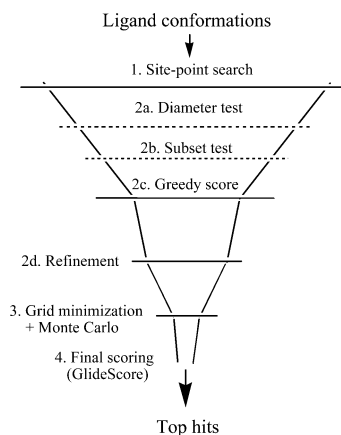 Ligand conformations
1. Site-point search
2a. Diameter test
2b. Subset test
2c. Greedy score
2d. Refinement
3. Grid minimization
+ Monte Carlo
4. Final scoring
(GlideScore)
Top hits